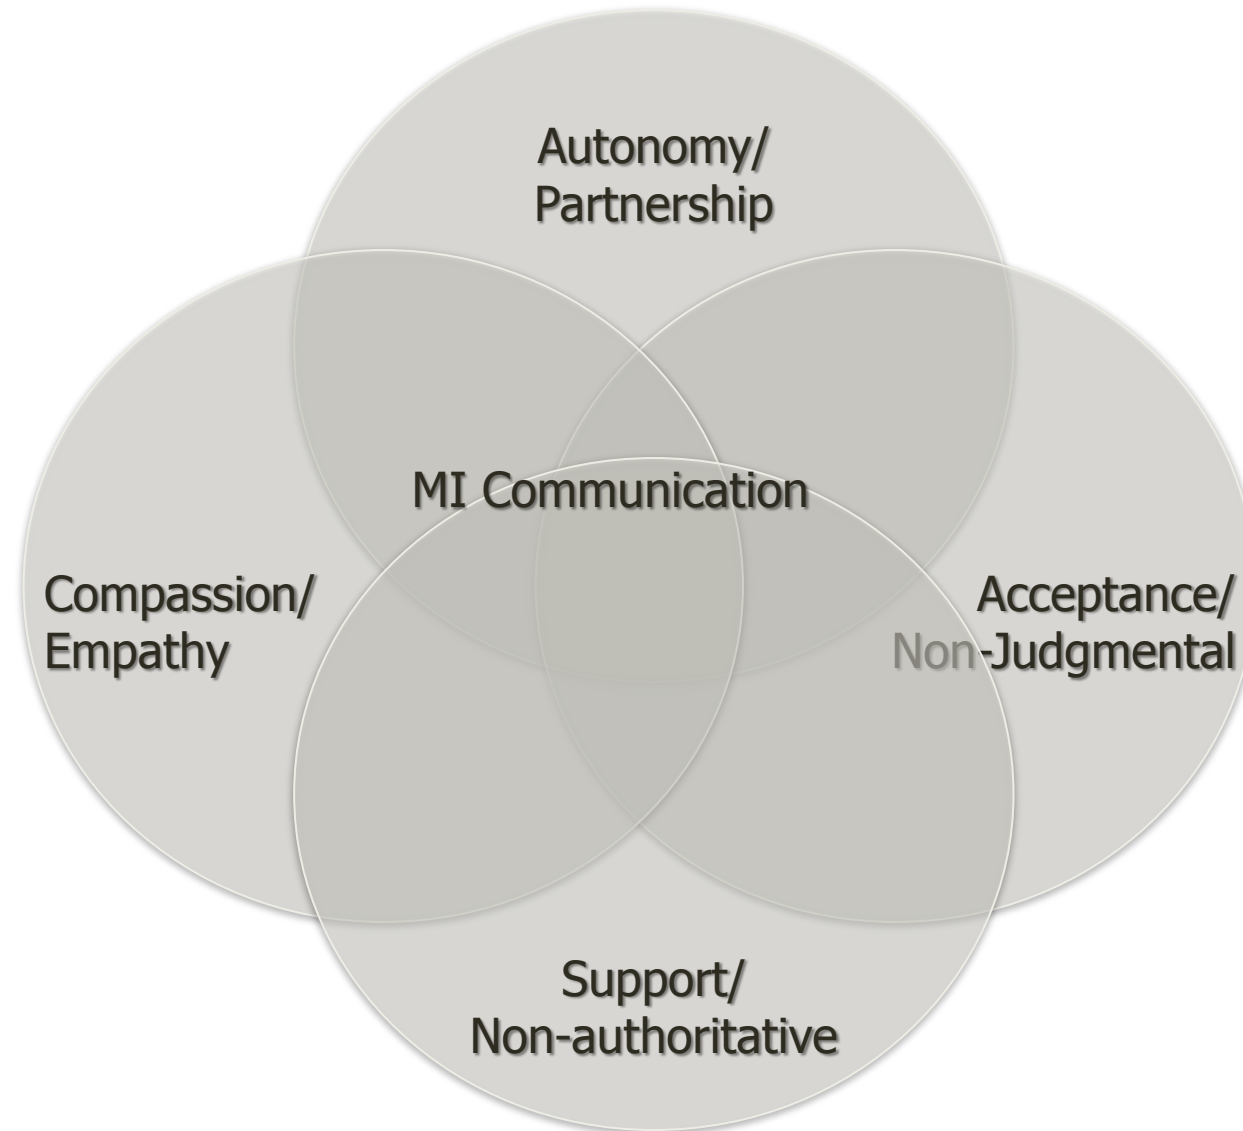 Autonomy/
Partnership
MI Communication
Compassion/
Empathy
Acceptance/
Non-Judgmental
Support/
Non-authoritative